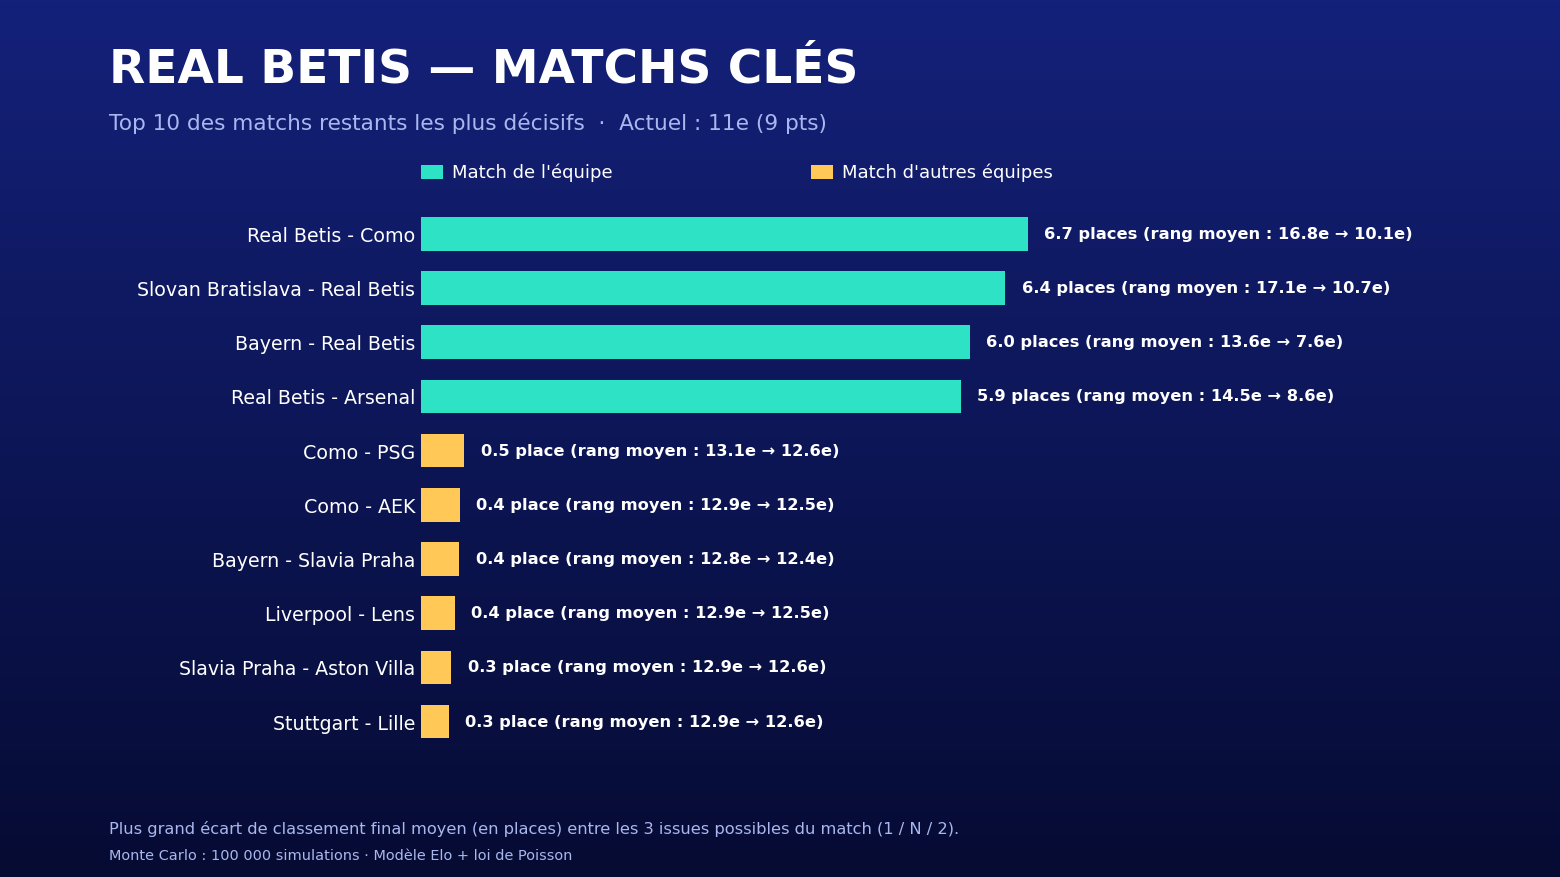 REAL BETIS — MATCHS CLÉS
Top 10 des matchs restants les plus décisifs · Actuel : 11e (9 pts)
Match de l'équipe
Match d'autres équipes
Real Betis - Como 6.7 places (rang moyen : 16.8e → 10.1e)
Slovan Bratislava - Real Betis 6.4 places (rang moyen : 17.1e → 10.7e)
Bayern - Real Betis 6.0 places (rang moyen : 13.6e → 7.6e)
Real Betis - Arsenal 5.9 places (rang moyen : 14.5e → 8.6e)
Como - PSG 0.5 place (rang moyen : 13.1e → 12.6e)
Como - AEK 0.4 place (rang moyen : 12.9e → 12.5e)
Bayern - Slavia Praha 0.4 place (rang moyen : 12.8e → 12.4e)
Liverpool - Lens 0.4 place (rang moyen : 12.9e → 12.5e)
Slavia Praha - Aston Villa 0.3 place (rang moyen : 12.9e → 12.6e)
Stuttgart - Lille 0.3 place (rang moyen : 12.9e → 12.6e)
Plus grand écart de classement final moyen (en places) entre les 3 issues possibles du match (1 / N / 2).
Monte Carlo : 100 000 simulations · Modèle Elo + loi de Poisson